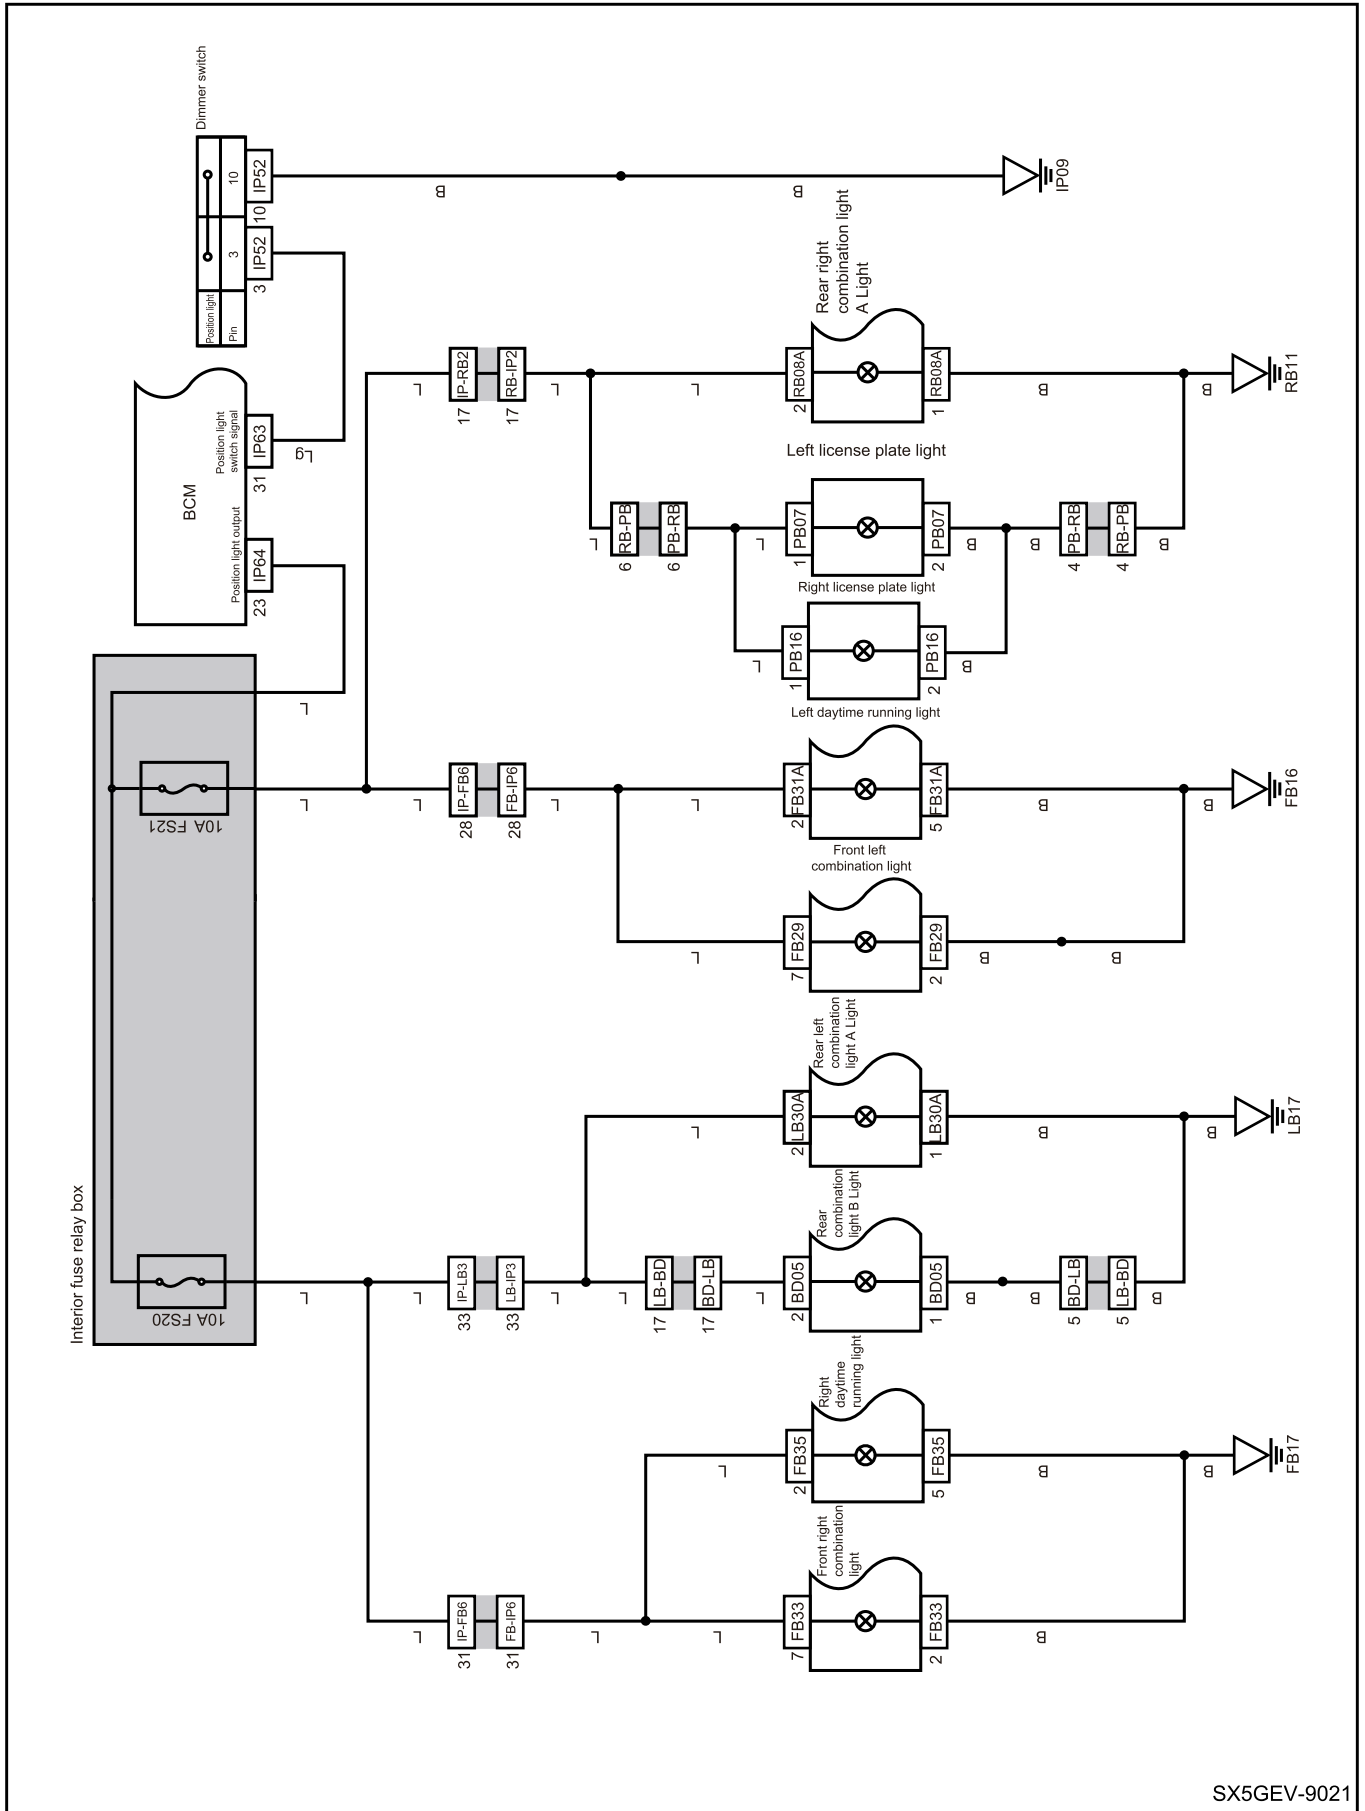 Dimmer switch
Position light
Pin
3
10
3
IP52
10
IP52
B
B
IP09
BCM
Position light
switch signal
31
IP63
Lg
Position light output
23
IP64
L
Interior fuse relay box
10A FS21
10A FS20
L
L
17
IP-RB2
17
RB-IP2
L
L
2
RB08A
Rear right
combination light
A Light
1
RB08A
B
B
RB11
L
6
RB-PB
6
PB-RB
L
Left license plate light
1
PB07
2
PB07
B
B
4
PB-RB
4
RB-PB
B
Right license plate light
L
1
PB16
2
PB16
B
L
L
28
IP-FB6
28
FB-IP6
L
L
Left daytime running light
2
FB31A
5
FB31A
B
B
FB16
Front left
combination light
L
7
FB29
2
FB29
B
B
Rear left
combination
light A Light
L
2
LB30A
1
LB30A
B
B
LB17
L
33
IP-LB3
33
LB-IP3
L
L
17
LB-BD
17
BD-LB
L
Rear
combination
light B Light
2
BD05
1
BD05
B
B
5
BD-LB
5
LB-BD
B
Right
daytime
running light
L
2
FB35
5
FB35
B
B
FB17
L
31
IP-FB6
31
FB-IP6
L
L
Front right
combination
light
7
FB33
2
FB33
B
SX5GEV-9021